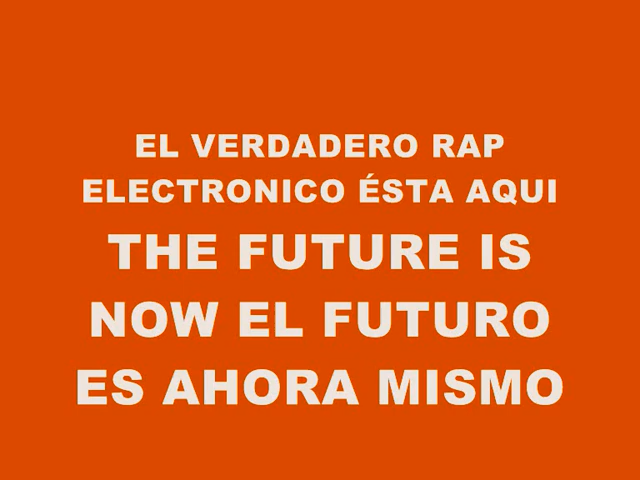 EL VERDADERO RAP
ELECTRONICO ÉSTA AQUI
THE FUTURE IS
NOW EL FUTURO
ES AHORA MISMO